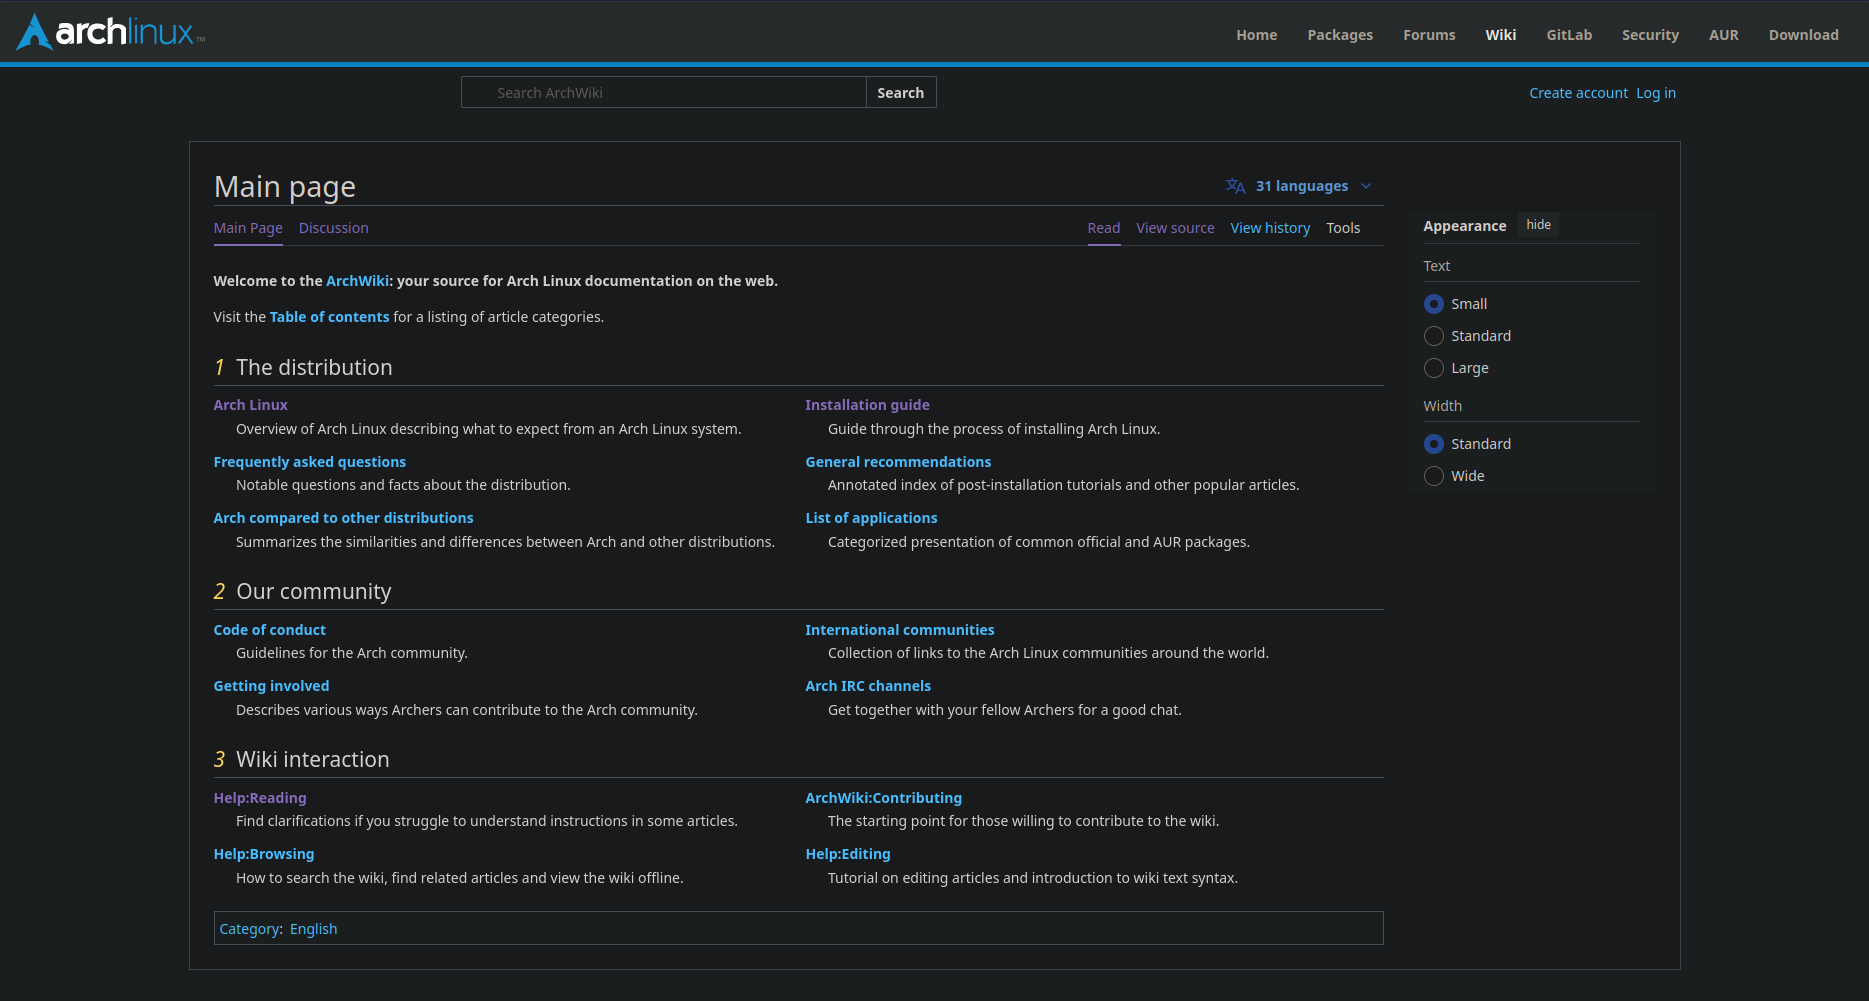 archlinux™
Home Packages Forums Wiki GitLab Security AUR Download
Search ArchWiki Search
Create account Log in
Main page
31 languages
Main Page Discussion
Read View source View history Tools
Welcome to the ArchWiki: your source for Arch Linux documentation on the web.
Visit the Table of contents for a listing of article categories.
1 The distribution
Arch Linux
Overview of Arch Linux describing what to expect from an Arch Linux system.
Frequently asked questions
Notable questions and facts about the distribution.
Arch compared to other distributions
Summarizes the similarities and differences between Arch and other distributions.
Installation guide
Guide through the process of installing Arch Linux.
General recommendations
Annotated index of post-installation tutorials and other popular articles.
List of applications
Categorized presentation of common official and AUR packages.
2 Our community
Code of conduct
Guidelines for the Arch community.
Getting involved
Describes various ways Archers can contribute to the Arch community.
International communities
Collection of links to the Arch Linux communities around the world.
Arch IRC channels
Get together with your fellow Archers for a good chat.
3 Wiki interaction
Help:Reading
Find clarifications if you struggle to understand instructions in some articles.
Help:Browsing
How to search the wiki, find related articles and view the wiki offline.
ArchWiki:Contributing
The starting point for those willing to contribute to the wiki.
Help:Editing
Tutorial on editing articles and introduction to wiki text syntax.
Category: English
Appearance hide
Text
Small
Standard
Large
Width
Standard
Wide